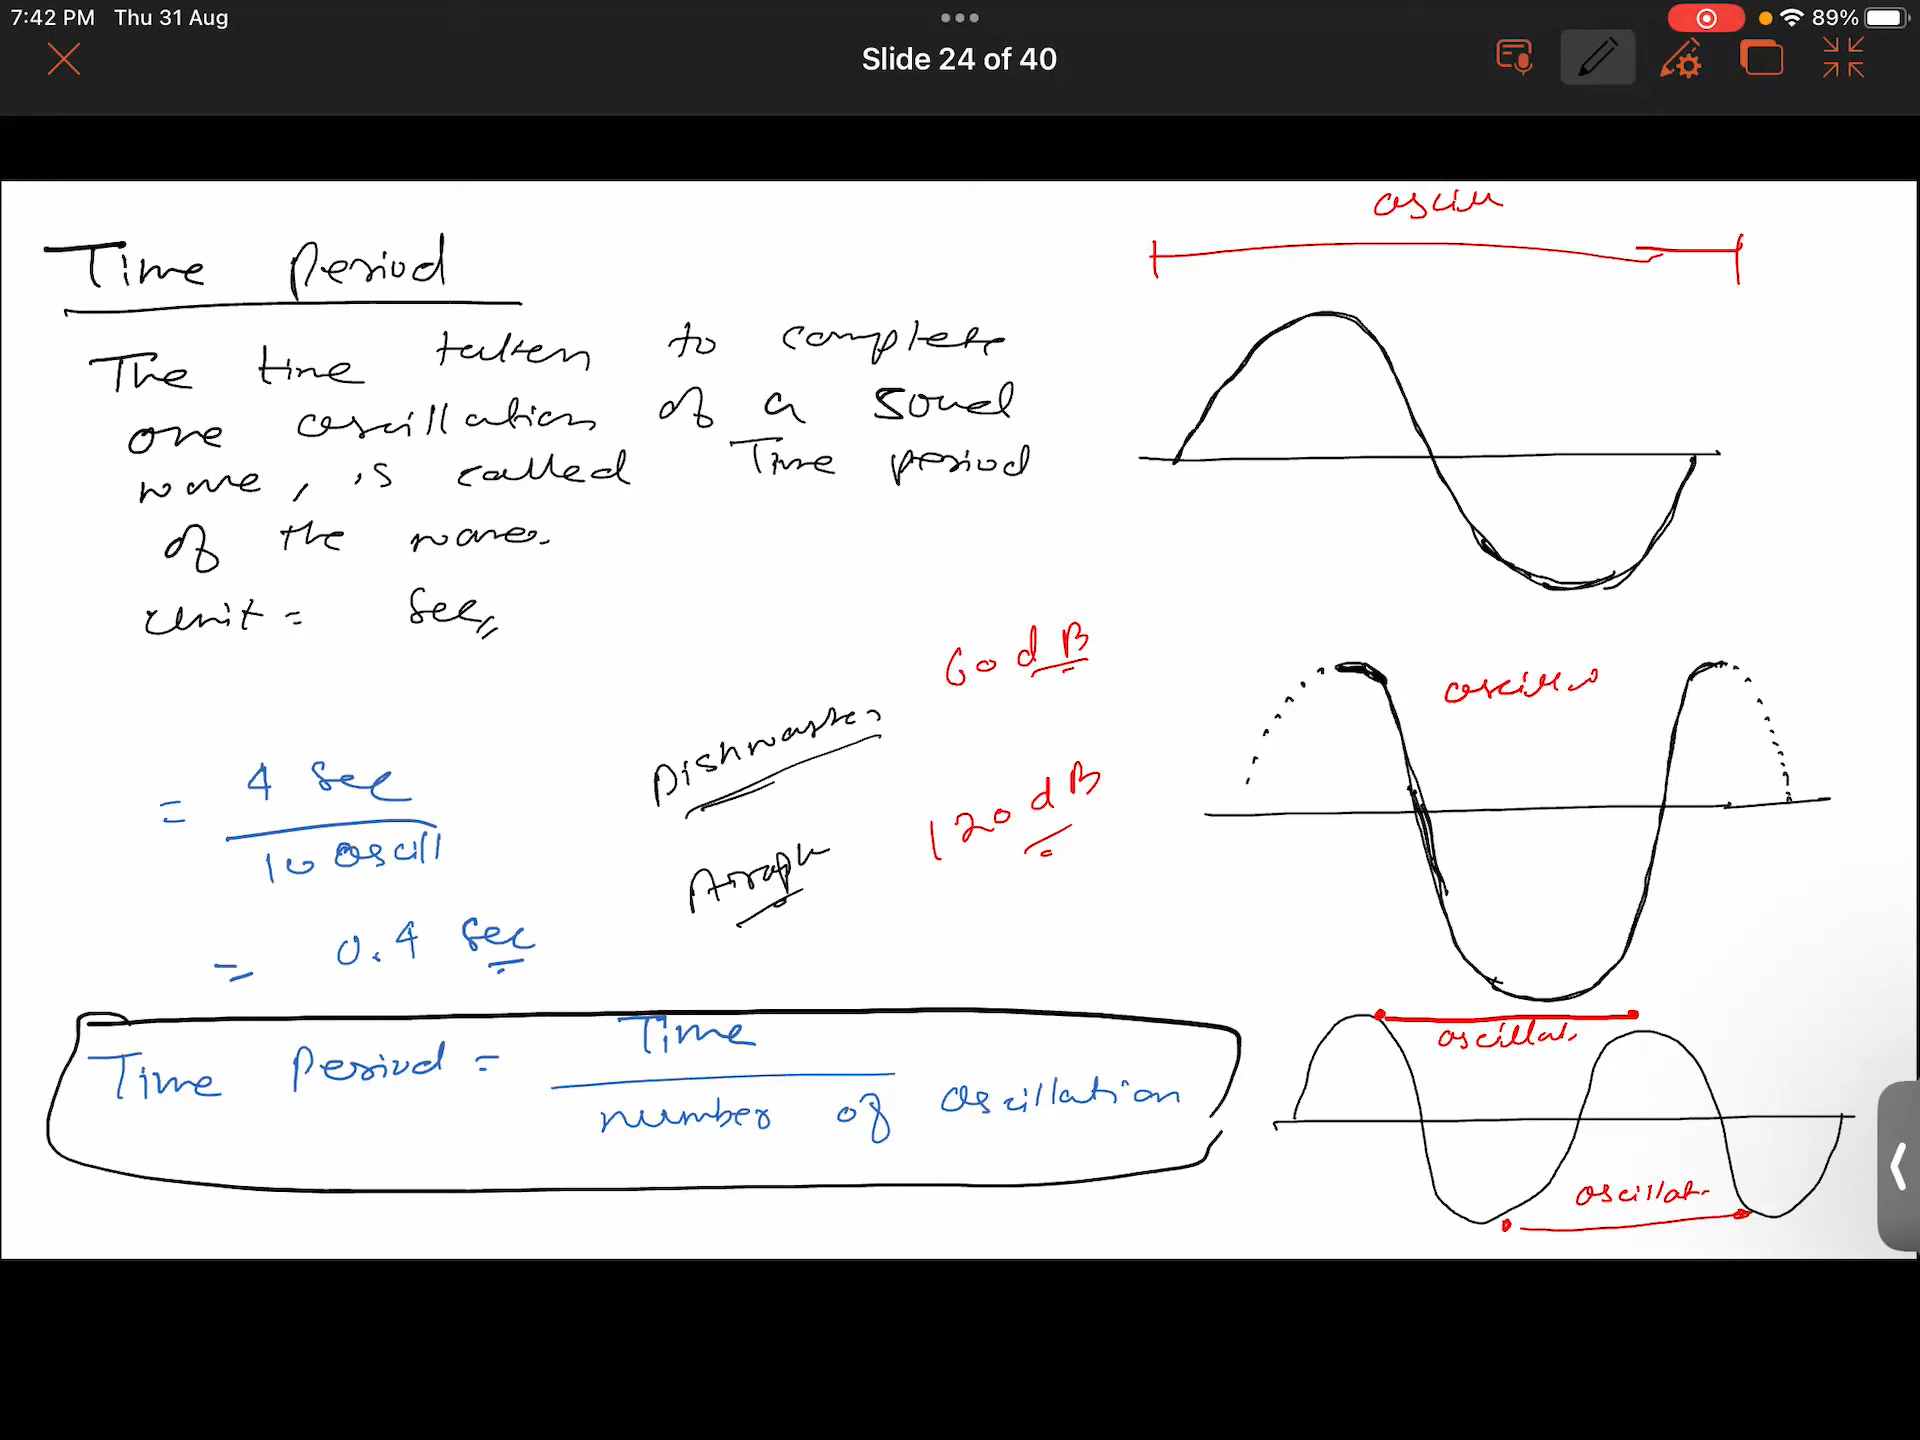 7:42 PM Thu 31 Aug
89%
Slide 24 of 40
Time Period
The time taken to complete
one oscillation of a sound
wave, is called Time period
of the wave.
Unit = Sec
= 4 Sec
10 oscill
= 0.4 Sec
Dishwasher
60 dB
120 dB
Time Period = Time
number of oscillation
oscill
oscillat.
oscillat.